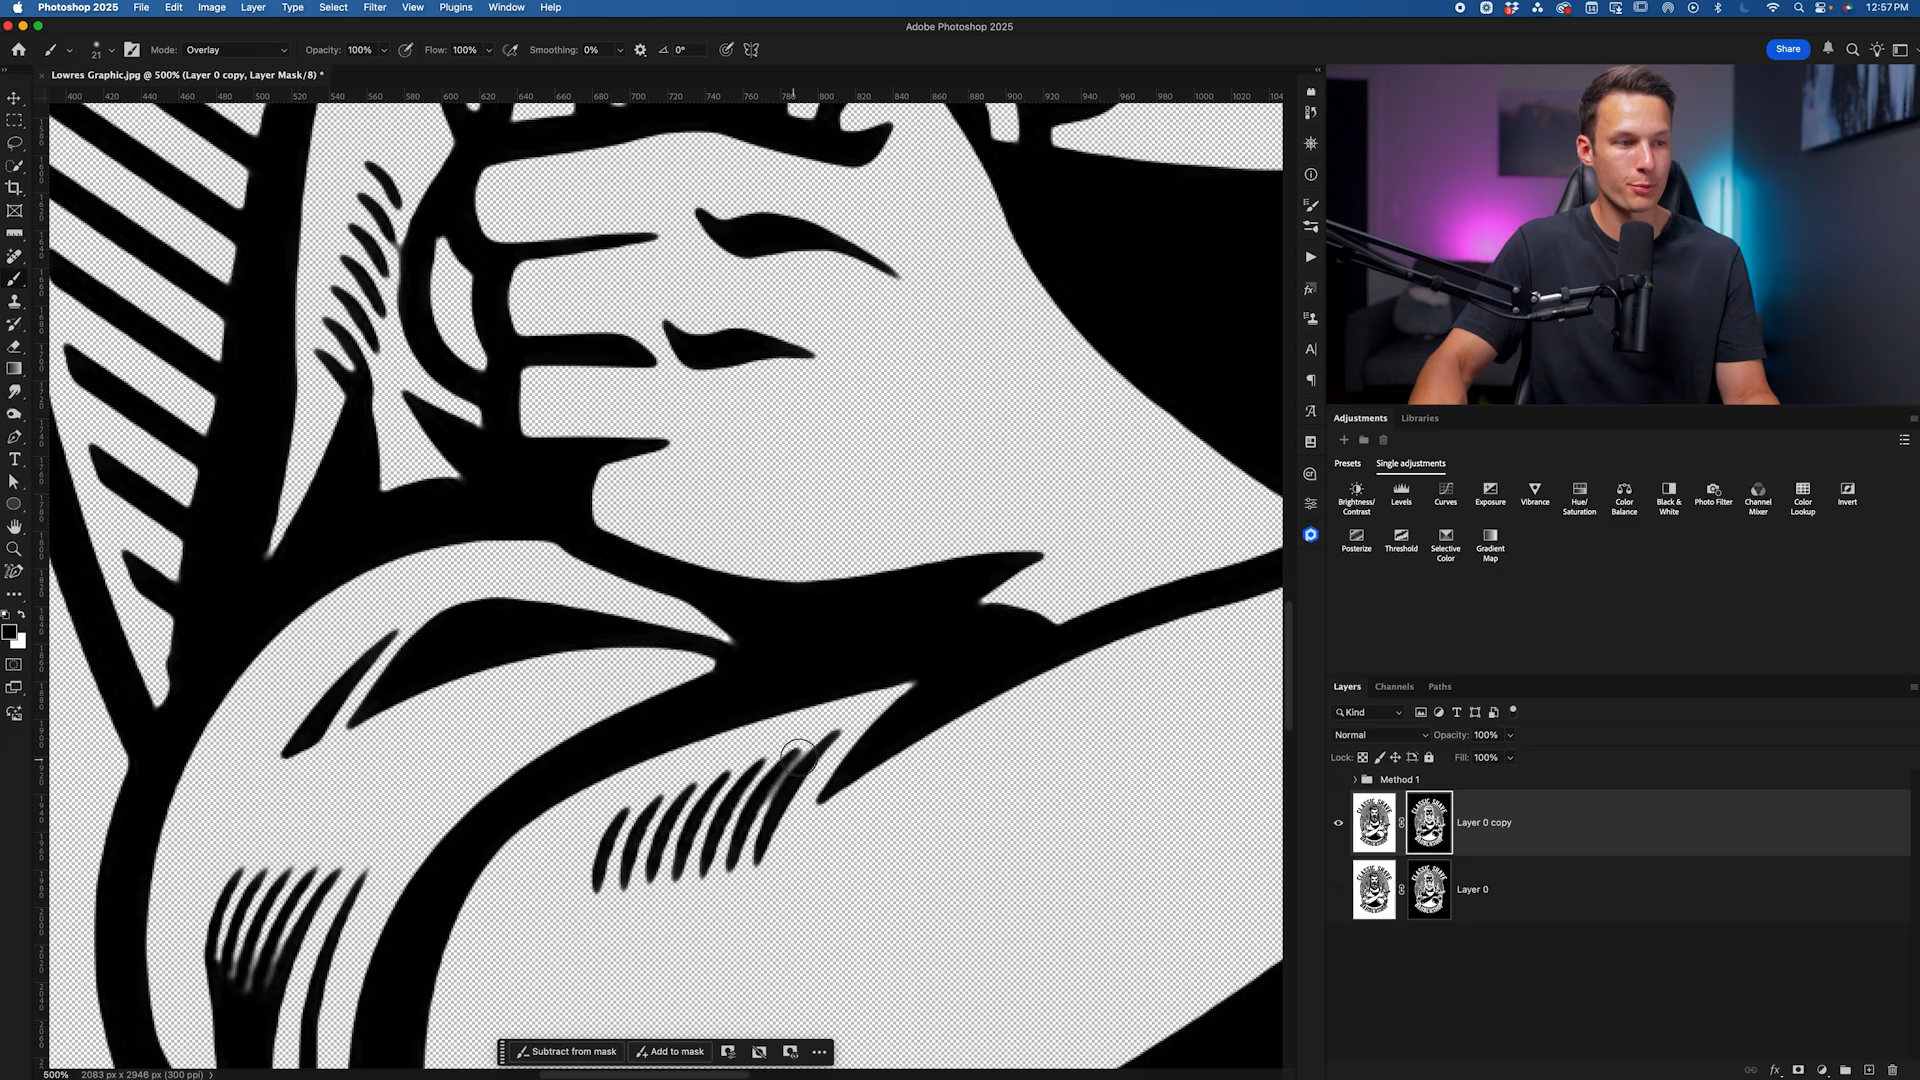 Photoshop 2025 File Edit Image Layer Type Select Filter View Plugins Window Help 12:57PM
Adobe Photoshop 2025
21 Mode: Overlay Opacity: 100% Flow: 100% Smoothing: 0% 0° Share
Lowres Graphic.jpg @ 500% (Layer 0 copy, Layer Mask/8) *
400 420 440 460 480 500 520 540 560 580 600 620 640 660 680 700 720 740 760 780 800 820 840 860 880 900 920 940 960 980 1000 1020
Adjustments Libraries
Presets Single adjustments
Brightness/ Contrast Levels Curves Exposure Vibrance Hue/ Saturation Color Balance Black & White Photo Filter Channel Mixer Color Lookup Invert
Posterize Threshold Selective Color Gradient Map
Layers Channels Paths
Kind
Normal Opacity: 100%
Lock: Fill: 100%
Method 1
Layer 0 copy
Layer 0
Subtract from mask Add to mask
500% 2083 px x 2946 px (300 ppi)